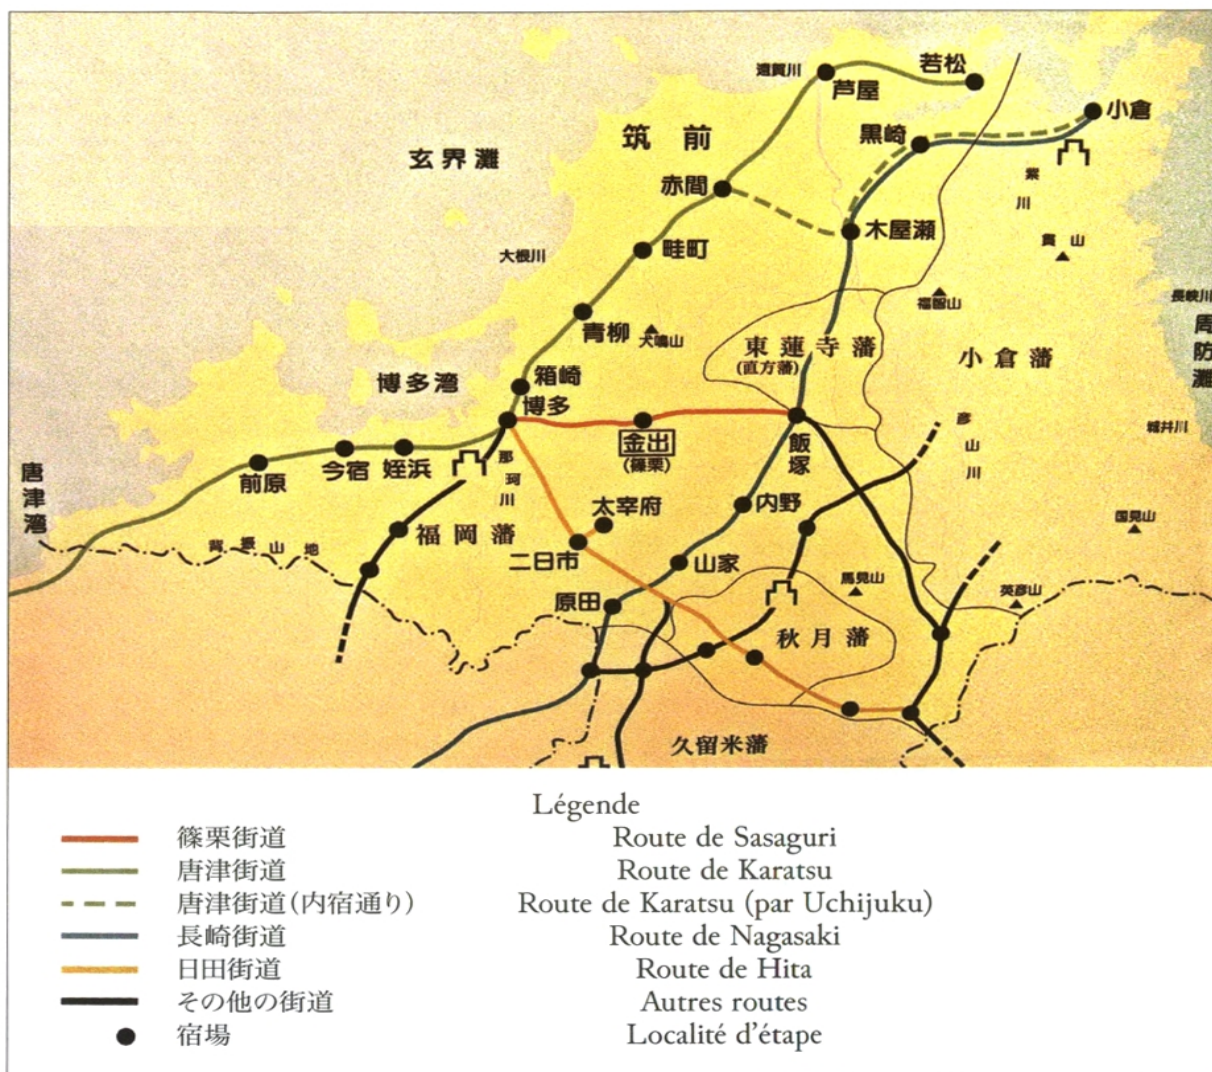 若松
遠賀川
芦屋
小倉
黒崎
筑前
玄界灘
紫川
赤間
木屋瀬
貫山
畦町
大根川
福智山
長峡川
周防灘
青柳
犬鳴山
東蓮寺藩
(直方藩)
小倉藩
箱崎
博多湾
博多
城井川
彦山川
金出
(篠栗)
飯塚
那珂川
今宿
姪浜
前原
唐津湾
太宰府
内野
国見山
福岡藩
背振山地
二日市
山家
馬見山
英彦山
原田
秋月藩
久留米藩
Légende
篠栗街道 Route de Sasaguri
唐津街道 Route de Karatsu
唐津街道(内宿通り) Route de Karatsu (par Uchijuku)
長崎街道 Route de Nagasaki
日田街道 Route de Hita
その他の街道 Autres routes
宿場 Localité d'étape